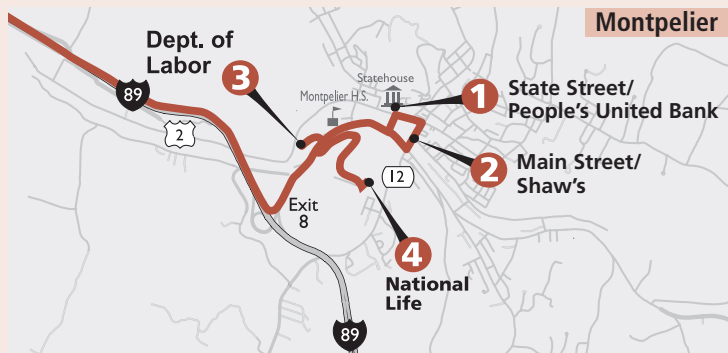 Montpelier
Dept. of
Labor
3
Statehouse
Montpelier H.S.
1
State Street/
People's United Bank
89
2
2
Main Street/
Shaw's
12
Exit
8
4
National
Life
89